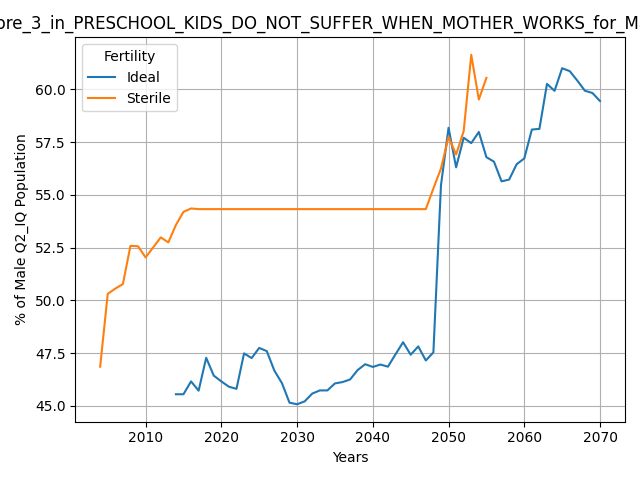 ore_3_in_PRESCHOOL_KIDS_DO_NOT_SUFFER_WHEN_MOTHER_WORKS_for_M
Fertility
Ideal
Sterile
% of Male Q2_IQ Population
60.0
57.5
55.0
52.5
50.0
47.5
45.0
2010 2020 2030 2040 2050 2060 2070
Years